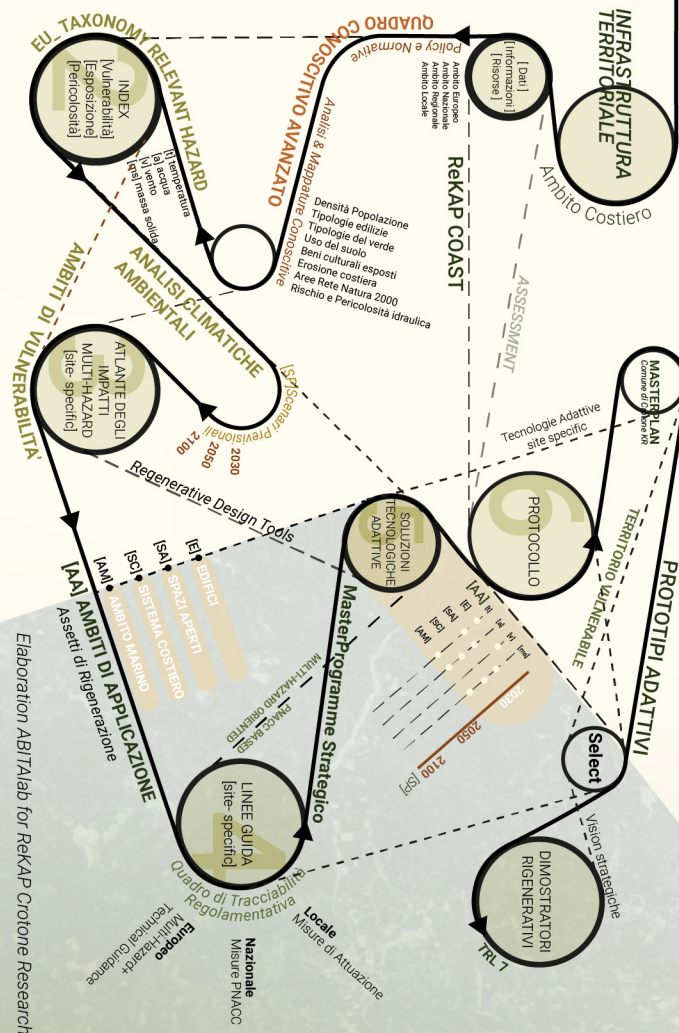 INFRASTRUTTURA
TERRITORIALE
Ambito Costiero
[ Dati ]
[ Informazioni ]
[ Risorse ]
QUADRO CONOSCITIVO AVANZATO
Policy e Normative
Ambito Europeo
Ambito Nazionale
Ambito Regionale
Ambito Locale
ReKAP COAST
Analisi & Mappature Conoscitive
Densità Popolazione
Tipologie edilizie
Tipologie del verde
Uso del suolo
Beni culturali esposti
Erosione costiera
Aree Rete Natura 2000
Rischio e Pericolosità idraulica
EU_TAXONOMY RELEVANT HAZARD
2
INDEX
[Vulnerabilità]
[Esposizione]
[Pericolosità]
[t] temperatura
[a] acqua
[v] vento
[ms] massa solida
ANALISI CLIMATICHE
AMBIENTALI
[SP]Scenari Previsionali
2030
2050
2100
AMBITI DI VULNERABILITA'
3
ATLANTE DEGLI
IMPATTI
MULTI-HAZARD
[site- specific]
ASSESSMENT
MASTERPLAN
Comune di Crotone KR
Tecnologie Adattive
site specific
6
PROTOCOLLO
TERRITORIO VULNERABILE
PROTOTIPI ADATTIVI
Regenerative Design Tools
SOLUZIONI
TECNOLOGICHE
ADATTIVE
[AA]
[E]
[SA]
[SC]
[AM]
[t]
[a]
[v]
[ms]
2030
2050
2100 [SP]
[E]
EDIFICI
[SA]
SPAZI APERTI
[SC]
SISTEMA COSTIERO
[AM]
AMBITO MARINO
[AA] AMBITI DI APPLICAZIONE
Assetti di Rigenerazione
MasterProgramme Strategico
MULTI-HAZARD ORIENTED
PNACC BASED
4
LINEE GUIDA
[site- specific]
Quadro di Tracciabilità
Regolamentativa
Locale
Misure di Attuazione
Nazionale
Misure PNACC
Europeo
Multi-Hazard+
Technical Guidance
Select
Vision strategiche
DIMOSTRATORI
RIGENERATIVI
TRL 7
Elaboration ABITAlab for ReKAP Crotone Research